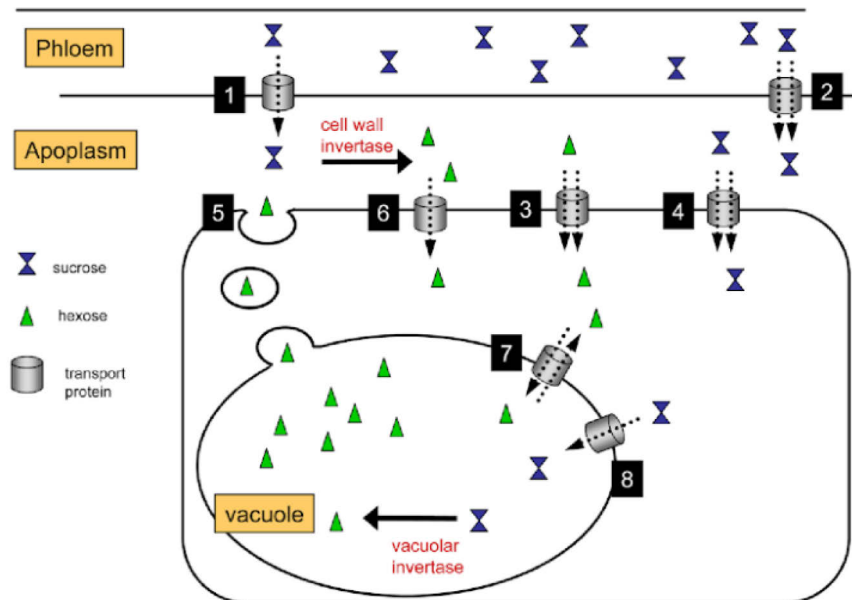 Phloem
1
2
cell wall
invertase
Apoplasm
5
6
3
4
sucrose
hexose
transport
protein
7
8
vacuole
vacuolar
invertase